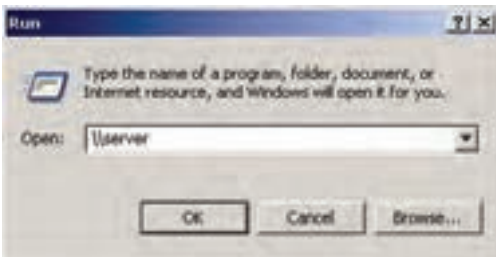 Run
Type the name of a program, folder, document, or
Internet resource, and Windows will open it for you.
Open: \\server
OK Cancel Browse...